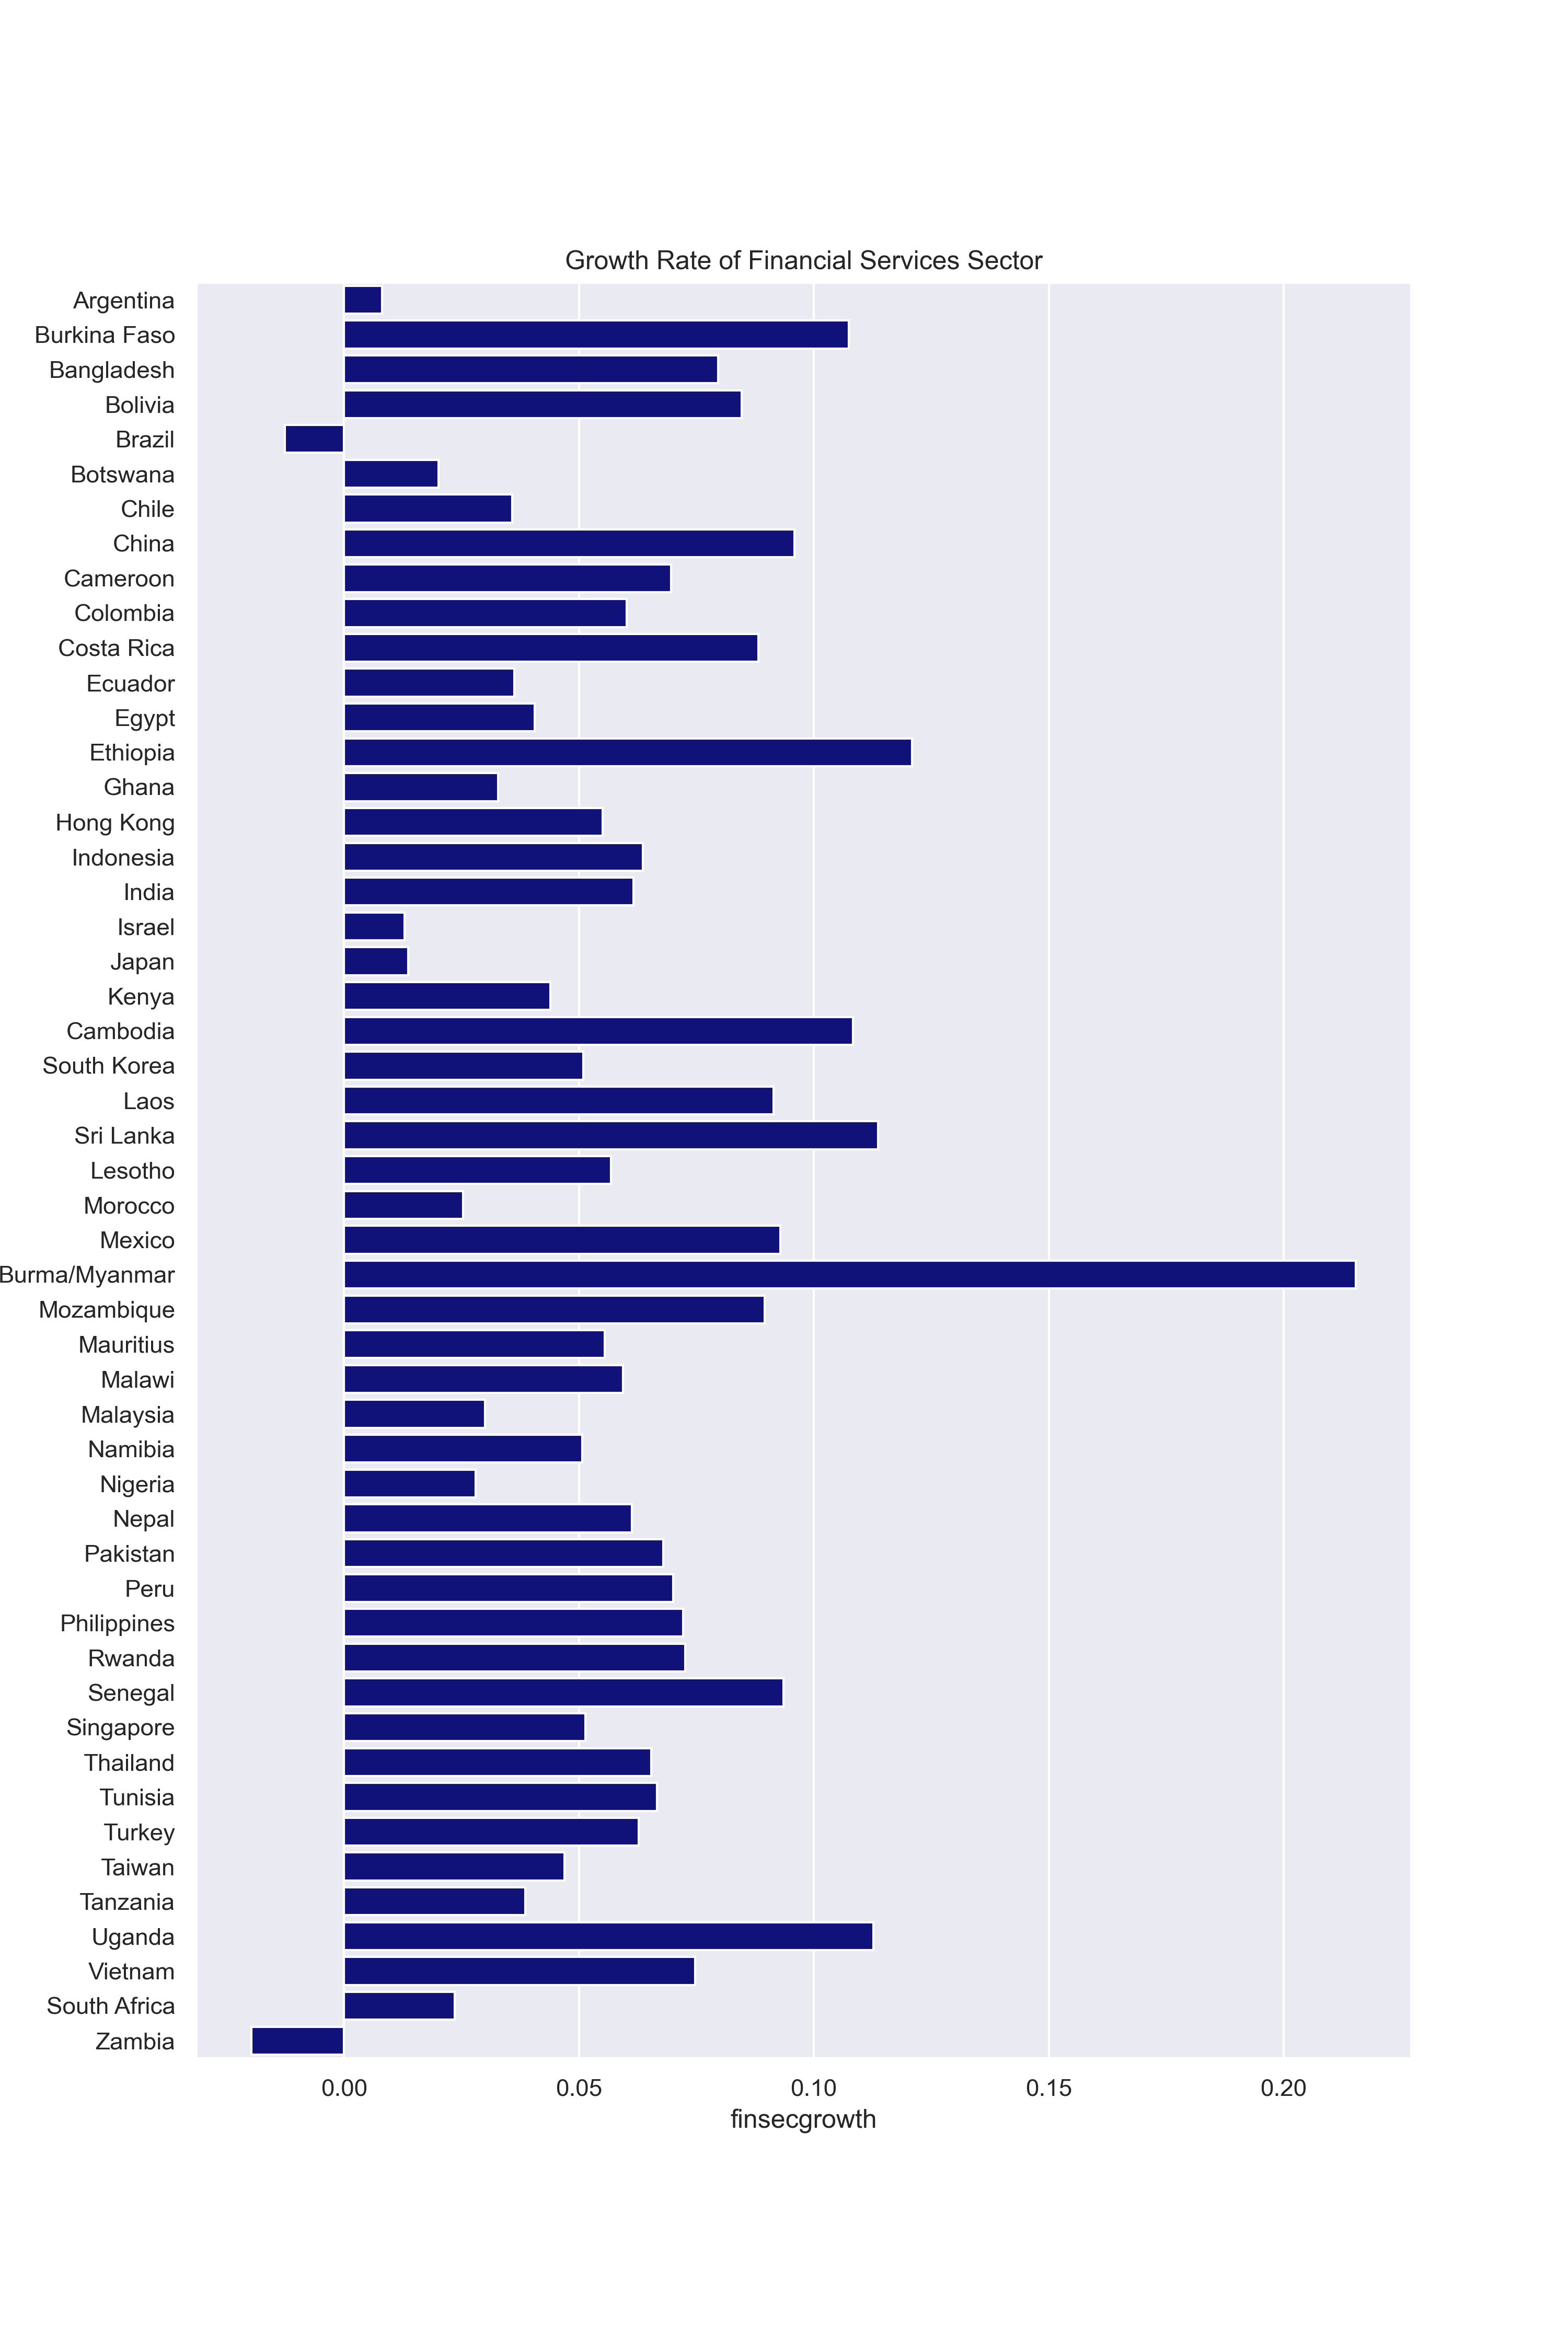 Growth Rate of Financial Services Sector
Argentina
Burkina Faso
Bangladesh
Bolivia
Brazil
Botswana
Chile
China
Cameroon
Colombia
Costa Rica
Ecuador
Egypt
Ethiopia
Ghana
Hong Kong
Indonesia
India
Israel
Japan
Kenya
Cambodia
South Korea
Laos
Sri Lanka
Lesotho
Morocco
Mexico
Burma/Myanmar
Mozambique
Mauritius
Malawi
Malaysia
Namibia
Nigeria
Nepal
Pakistan
Peru
Philippines
Rwanda
Senegal
Singapore
Thailand
Tunisia
Turkey
Taiwan
Tanzania
Uganda
Vietnam
South Africa
Zambia
0.00 0.05 0.10 0.15 0.20
finsecgrowth